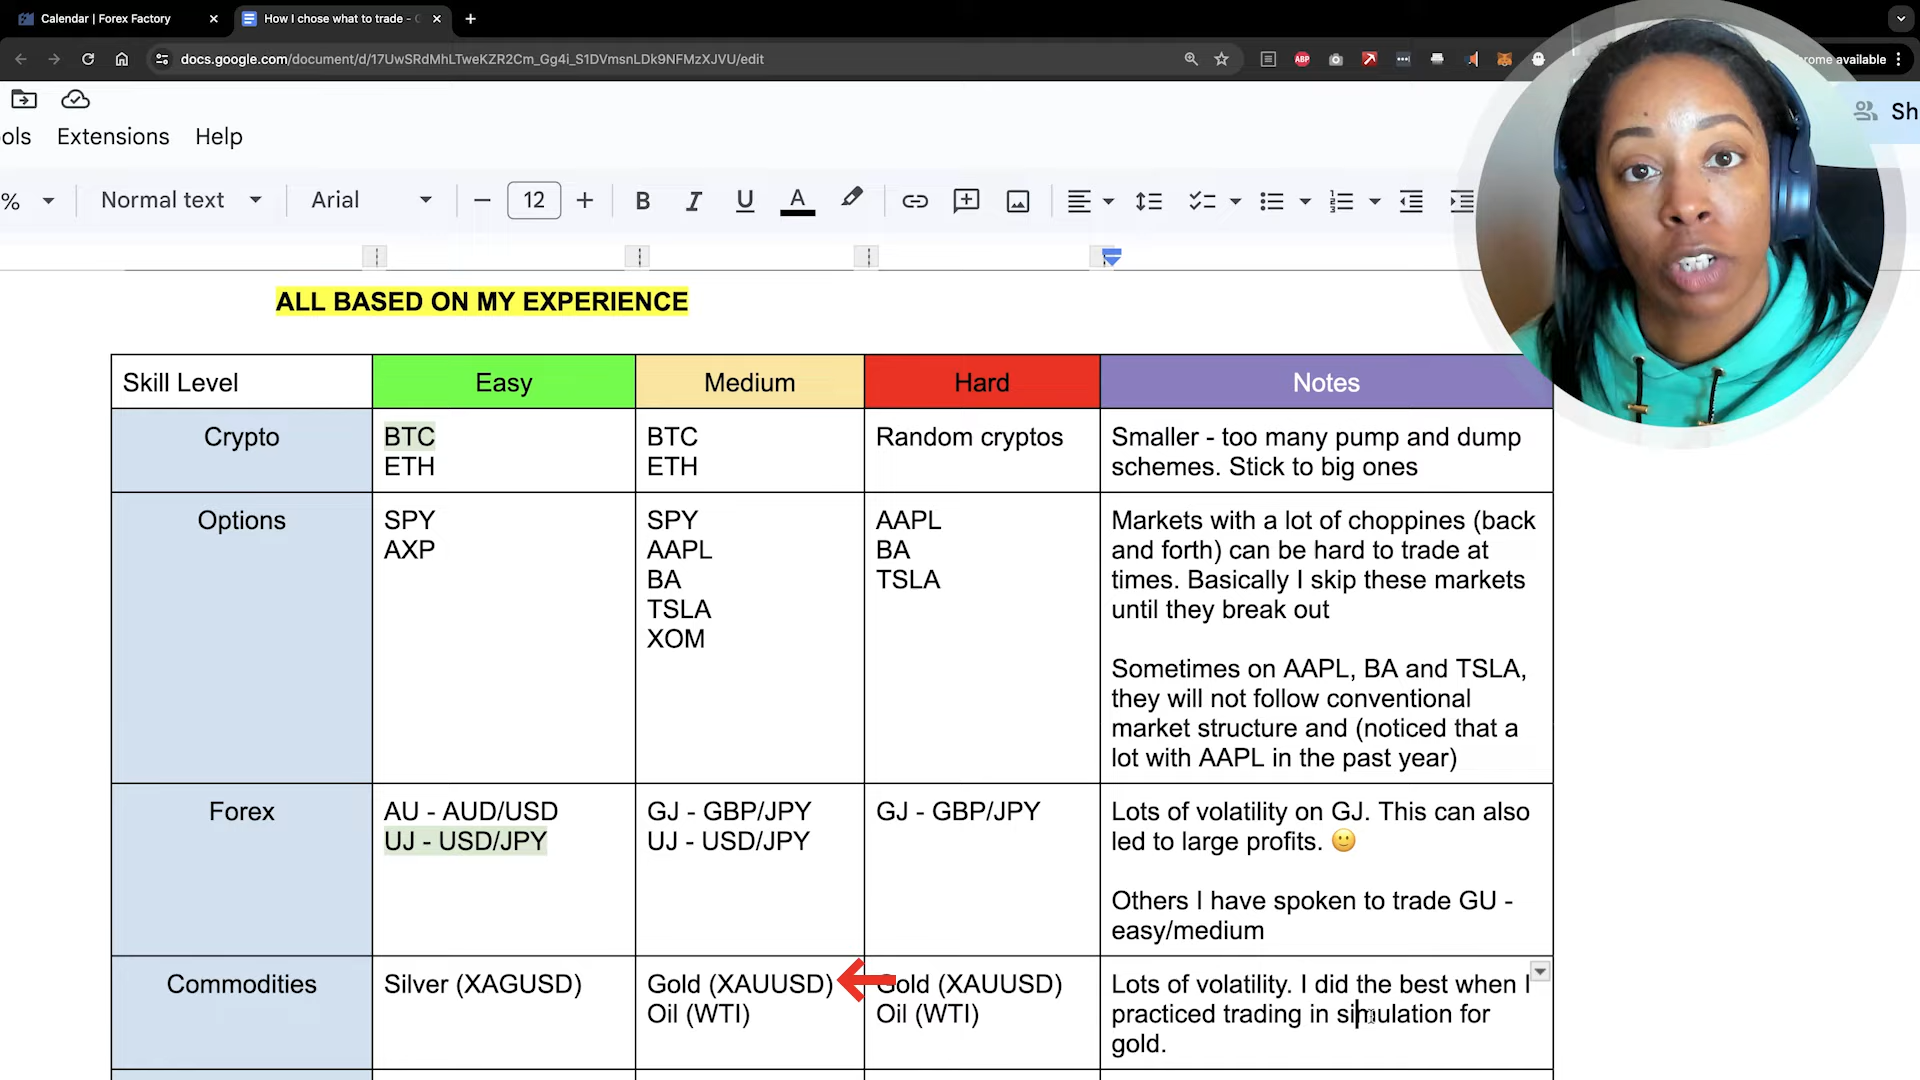 Calendar | Forex Factory
How I chose what to trade -
docs.google.com/document/d/17UwSRdMhLTweKZR2Cm_Gg4i_S1DVmsnLDk9NFMzXJVU/edit
ABP
rome available
Sh
ols Extensions Help
% Normal text Arial 12 B I U A
ALL BASED ON MY EXPERIENCE
Skill Level Easy Medium Hard Notes
Crypto
BTC
ETH
BTC
ETH
Random cryptos
Smaller - too many pump and dump
schemes. Stick to big ones
Options
SPY
AXP
SPY
AAPL
BA
TSLA
XOM
AAPL
BA
TSLA
Markets with a lot of choppines (back
and forth) can be hard to trade at
times. Basically I skip these markets
until they break out
Sometimes on AAPL, BA and TSLA,
they will not follow conventional
market structure and (noticed that a
lot with AAPL in the past year)
Forex
AU - AUD/USD
UJ - USD/JPY
GJ - GBP/JPY
UJ - USD/JPY
GJ - GBP/JPY
Lots of volatility on GJ. This can also
led to large profits. 🙂
Others I have spoken to trade GU -
easy/medium
Commodities
Silver (XAGUSD)
Gold (XAUUSD)
Oil (WTI)
Gold (XAUUSD)
Oil (WTI)
Lots of volatility. I did the best when I
practiced trading in simulation for
gold.